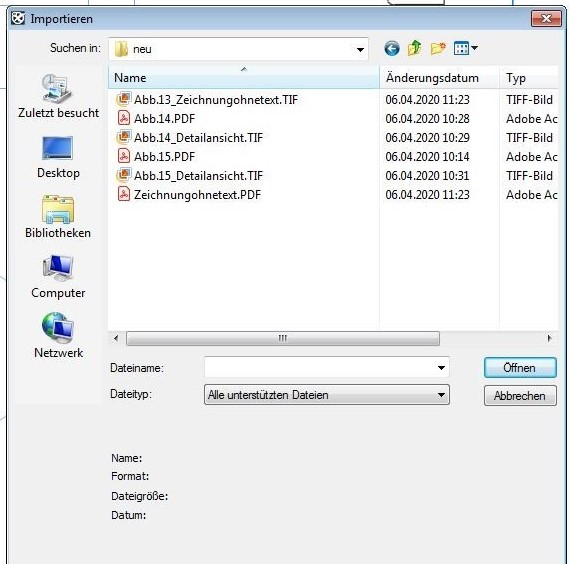 Importieren
Suchen in: neu
Zuletzt besucht
Desktop
Bibliotheken
Computer
Netzwerk
Name Änderungsdatum Typ
Abb.13_Zeichnungohnetext.TIF 06.04.2020 11:23 TIFF-Bild
Abb.14.PDF 06.04.2020 10:28 Adobe Ac
Abb.14_Detailansicht.TIF 06.04.2020 10:29 TIFF-Bild
Abb.15.PDF 06.04.2020 10:14 Adobe Ac
Abb.15_Detailansicht.TIF 06.04.2020 10:31 TIFF-Bild
Zeichnungohnetext.PDF 06.04.2020 11:23 Adobe Ac
Dateiname: Öffnen
Dateityp: Alle unterstützten Dateien Abbrechen
Name:
Format:
Dateigröße:
Datum: